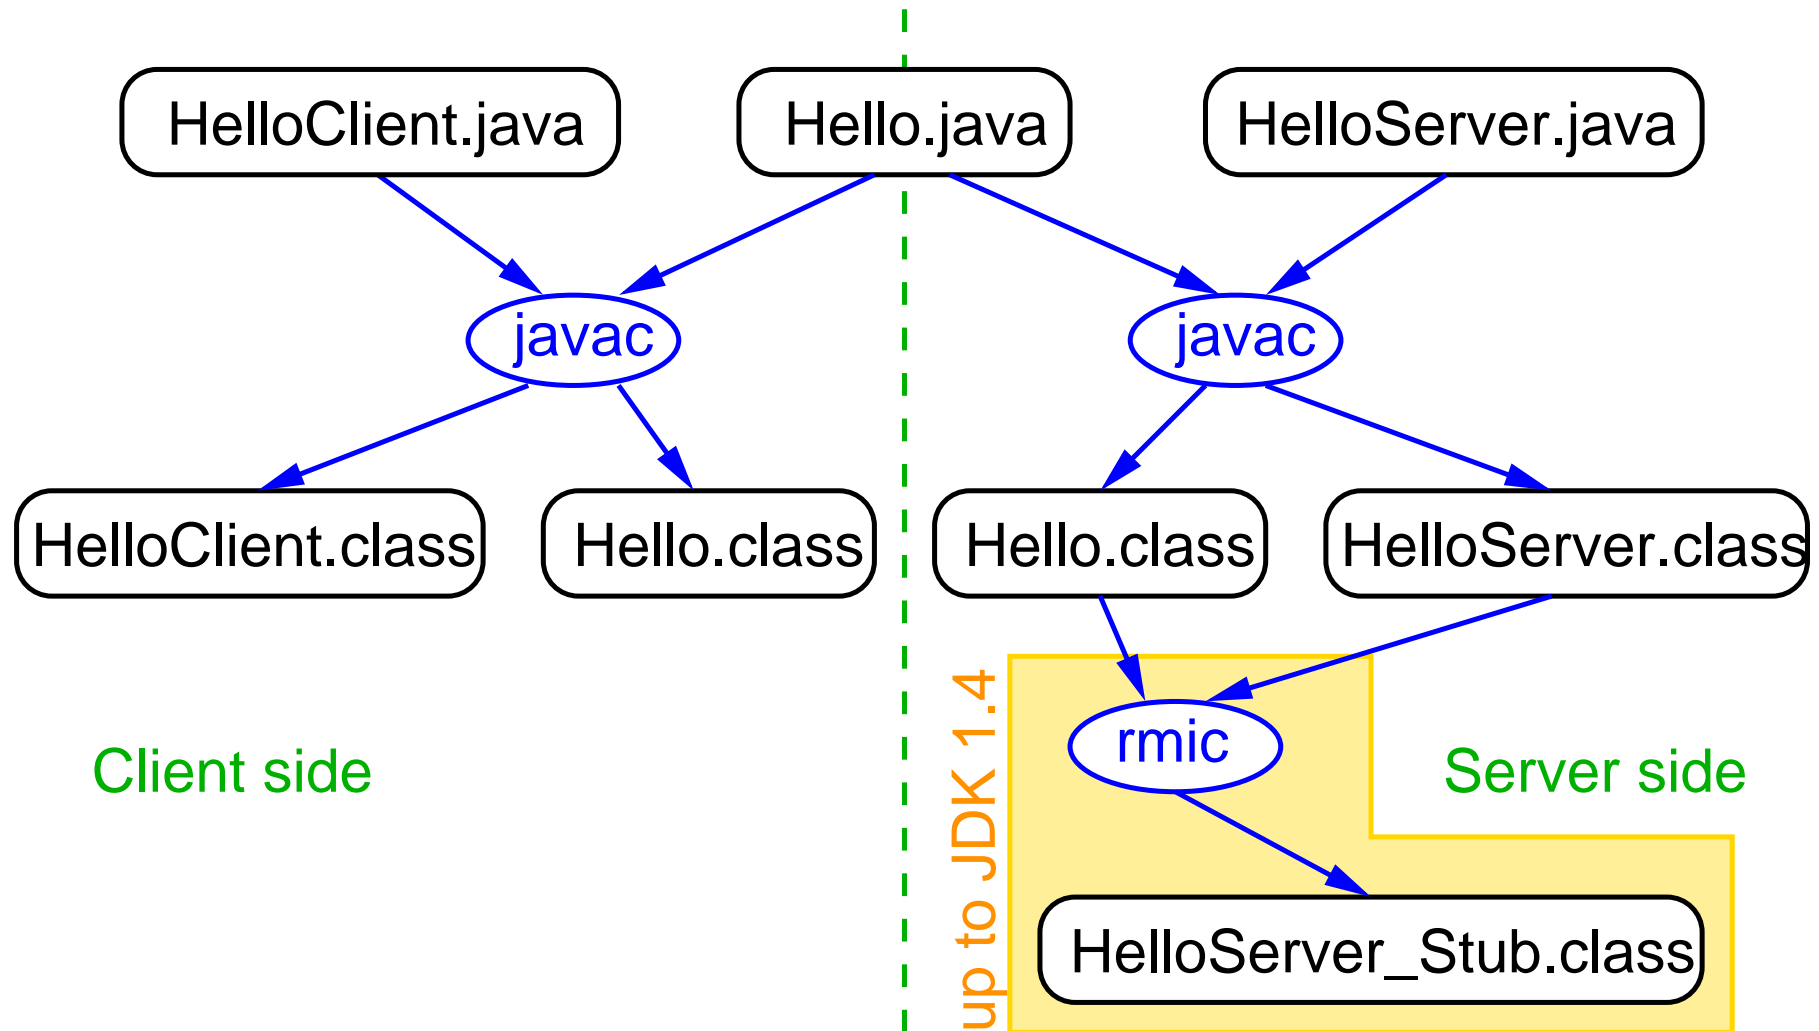 HelloClient.java
Hello.java
HelloServer.java
javac
javac
HelloClient.class
Hello.class
Hello.class
HelloServer.class
up to JDK 1.4
rmic
Client side
Server side
HelloServer_Stub.class